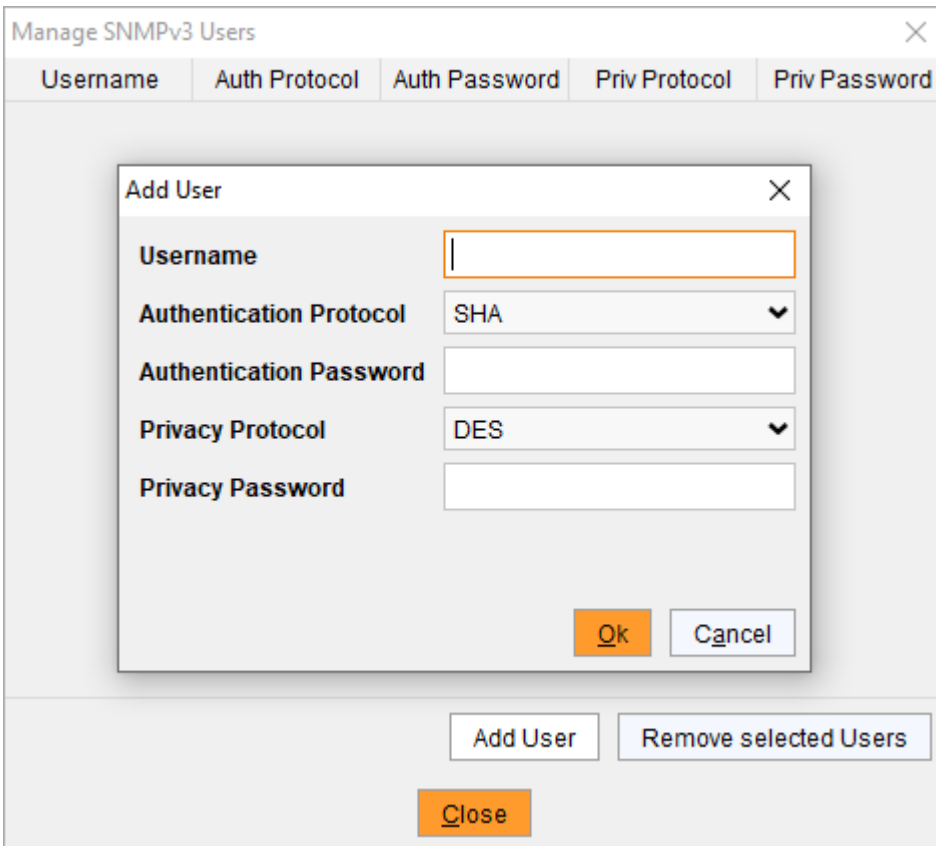 Manage SNMPv3 Users
Username Auth Protocol Auth Password Priv Protocol Priv Password
Add User
Username
Authentication Protocol SHA
Authentication Password
Privacy Protocol DES
Privacy Password
Ok Cancel
Add User Remove selected Users
Close